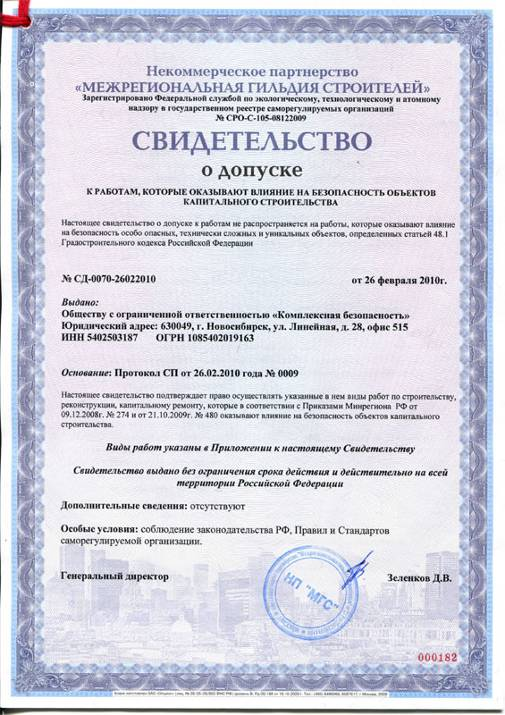 Некоммерческое партнерство
«МЕЖРЕГИОНАЛЬНАЯ ГИЛЬДИЯ СТРОИТЕЛЕЙ»
Зарегистрировано Федеральной службой по экологическому, технологическому и атомному
надзору в государственном реестре саморегулируемых организаций
№ СРО-С-105-08122009
СВИДЕТЕЛЬСТВО
о допуске
К РАБОТАМ, КОТОРЫЕ ОКАЗЫВАЮТ ВЛИЯНИЕ НА БЕЗОПАСНОСТЬ ОБЪЕКТОВ
КАПИТАЛЬНОГО СТРОИТЕЛЬСТВА
Настоящее свидетельство о допуске к работам не распространяется на работы, которые оказывают влияние
на безопасность особо опасных, технически сложных и уникальных объектов, определенных статьей 48.1
Градостроительного кодекса Российской Федерации
№ СД-0070-26022010 от 26 февраля 2010г.
Выдано:
Обществу с ограниченной ответственностью «Комплексная безопасность»
Юридический адрес: 630049, г. Новосибирск, ул. Линейная, д. 28, офис 515
ИНН 5402503187 ОГРН 1085402019163
Основание: Протокол СП от 26.02.2010 года № 0009
Настоящее свидетельство подтверждает право осуществлять указанные в нем виды работ по строительству,
реконструкции, капитальному ремонту, которые в соответствии с Приказами Минрегиона РФ от
09.12.2008г. № 274 и от 21.10.2009г. № 480 оказывают влияние на безопасность объектов капитального
строительства.
Виды работ указаны в Приложении к настоящему Свидетельству
Свидетельство выдано без ограничения срока действия и действительно на всей
территории Российской Федерации
Дополнительные сведения: отсутствуют
Особые условия: соблюдение законодательства РФ, Правил и Стандартов
саморегулируемой организации.
Генеральный директор Зеленков Д.В.
НП "МГС"
000182